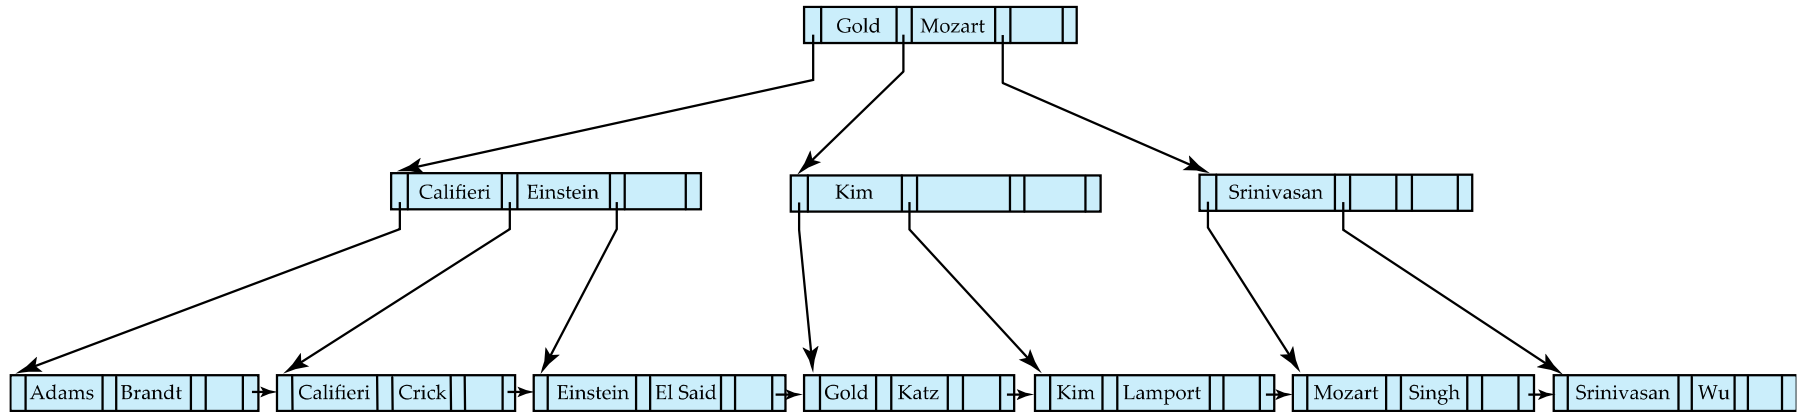 Gold Mozart
Califieri Einstein Kim Srinivasan
Adams Brandt Califieri Crick Einstein El Said Gold Katz Kim Lamport Mozart Singh Srinivasan Wu